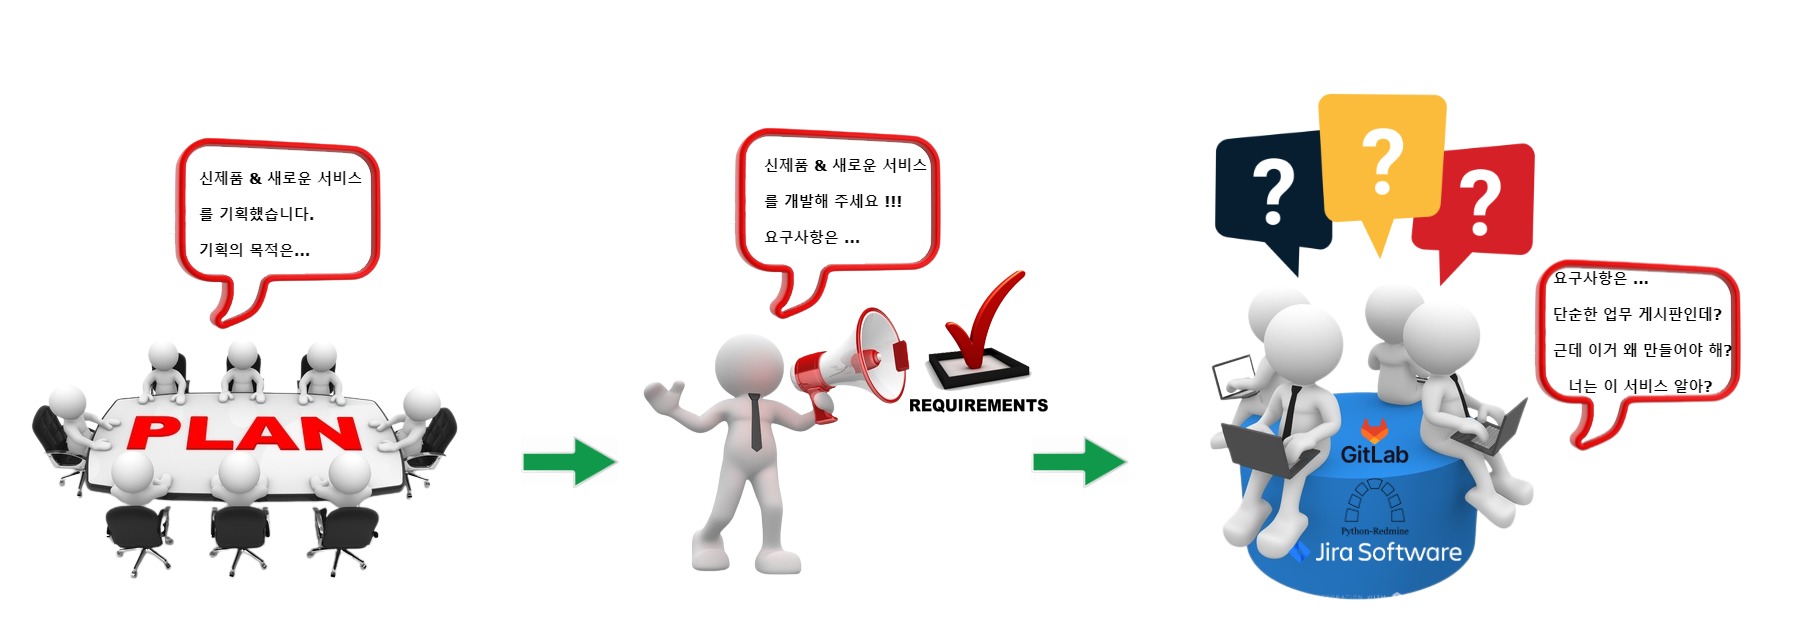 신제품 & 새로운 서비스
를 기획했습니다.
기획의 목적은...
PLAN
신제품 & 새로운 서비스
를 개발해 주세요 !!!
요구사항은 ...
REQUIREMENTS
?
?
?
요구사항은 ...
단순한 업무 게시판인데?
근데 이거 왜 만들어야 해?
너는 이 서비스 알아?
GitLab
Python-Redmine
Jira Software